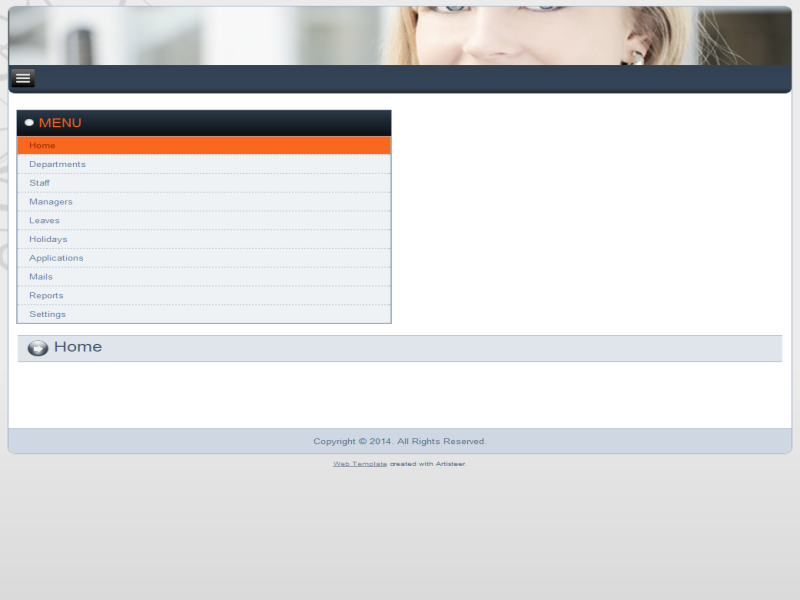 MENU
Home
Departments
Staff
Managers
Leaves
Holidays
Applications
Mails
Reports
Settings
Home
Copyright © 2014. All Rights Reserved.
Web Template created with Artisteer.